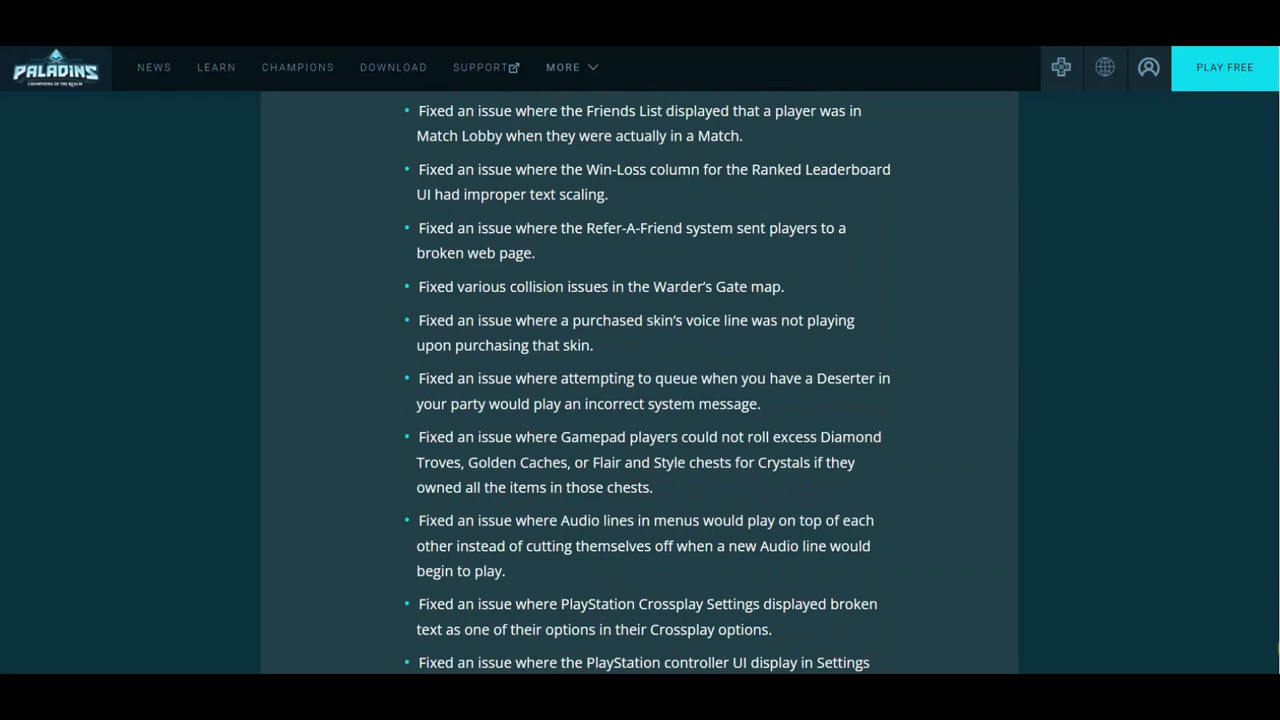 PALADINS
CHAMPIONS OF THE REALM
NEWS
LEARN
CHAMPIONS
DOWNLOAD
SUPPORT
MORE
PLAY FREE
• Fixed an issue where the Friends List displayed that a player was in
Match Lobby when they were actually in a Match.
• Fixed an issue where the Win-Loss column for the Ranked Leaderboard
UI had improper text scaling.
• Fixed an issue where the Refer-A-Friend system sent players to a
broken web page.
• Fixed various collision issues in the Warder's Gate map.
• Fixed an issue where a purchased skin's voice line was not playing
upon purchasing that skin.
• Fixed an issue where attempting to queue when you have a Deserter in
your party would play an incorrect system message.
• Fixed an issue where Gamepad players could not roll excess Diamond
Troves, Golden Caches, or Flair and Style chests for Crystals if they
owned all the items in those chests.
• Fixed an issue where Audio lines in menus would play on top of each
other instead of cutting themselves off when a new Audio line would
begin to play.
• Fixed an issue where PlayStation Crossplay Settings displayed broken
text as one of their options in their Crossplay options.
• Fixed an issue where the PlayStation controller UI display in Settings